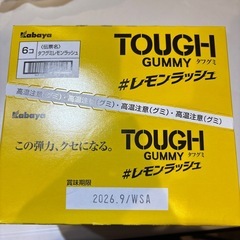 Kabaya
6コ
(伝票名)
タフグミレモンラッシュ
TOUGH
GUMMY タフグミ
#レモンラッシュ
高温注意(グミ)・高温注意(グミ)・高温注意(グミ)
Kabaya
TOUGH
GUMMY タフグミ
#レモンラッシュ
この弾力、クセになる。
賞味期限
2026.9/WSA